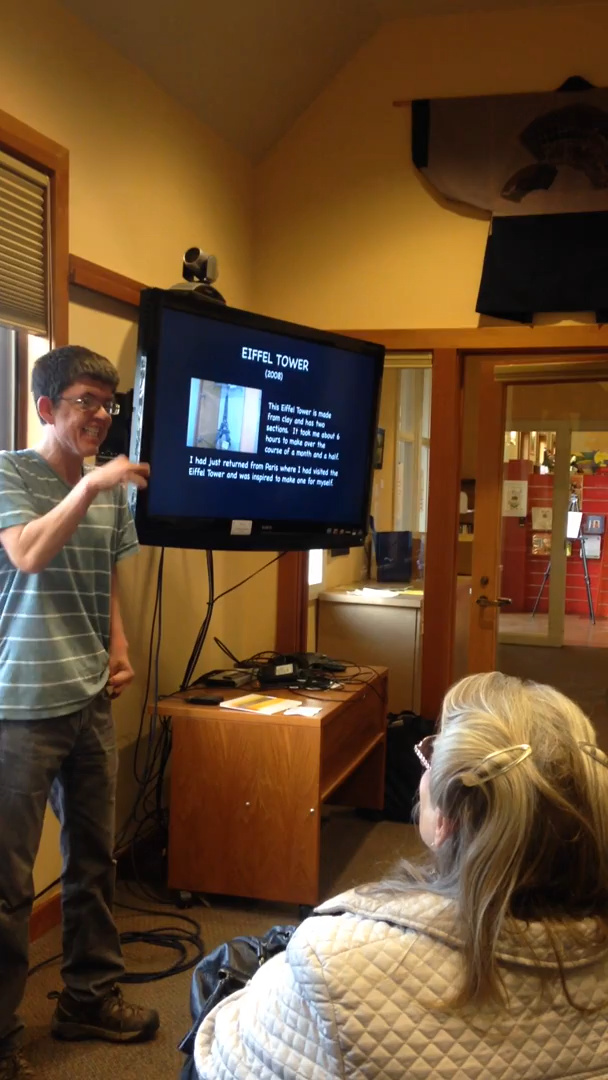 EIFFEL TOWER
(2008)
This Eiffel Tower is made
from clay and has two
sections. It took me about 6
hours to make over the
course of a month and a half.
I had just returned from Paris where I had visited the
Eiffel Tower and was inspired to make one for myself.